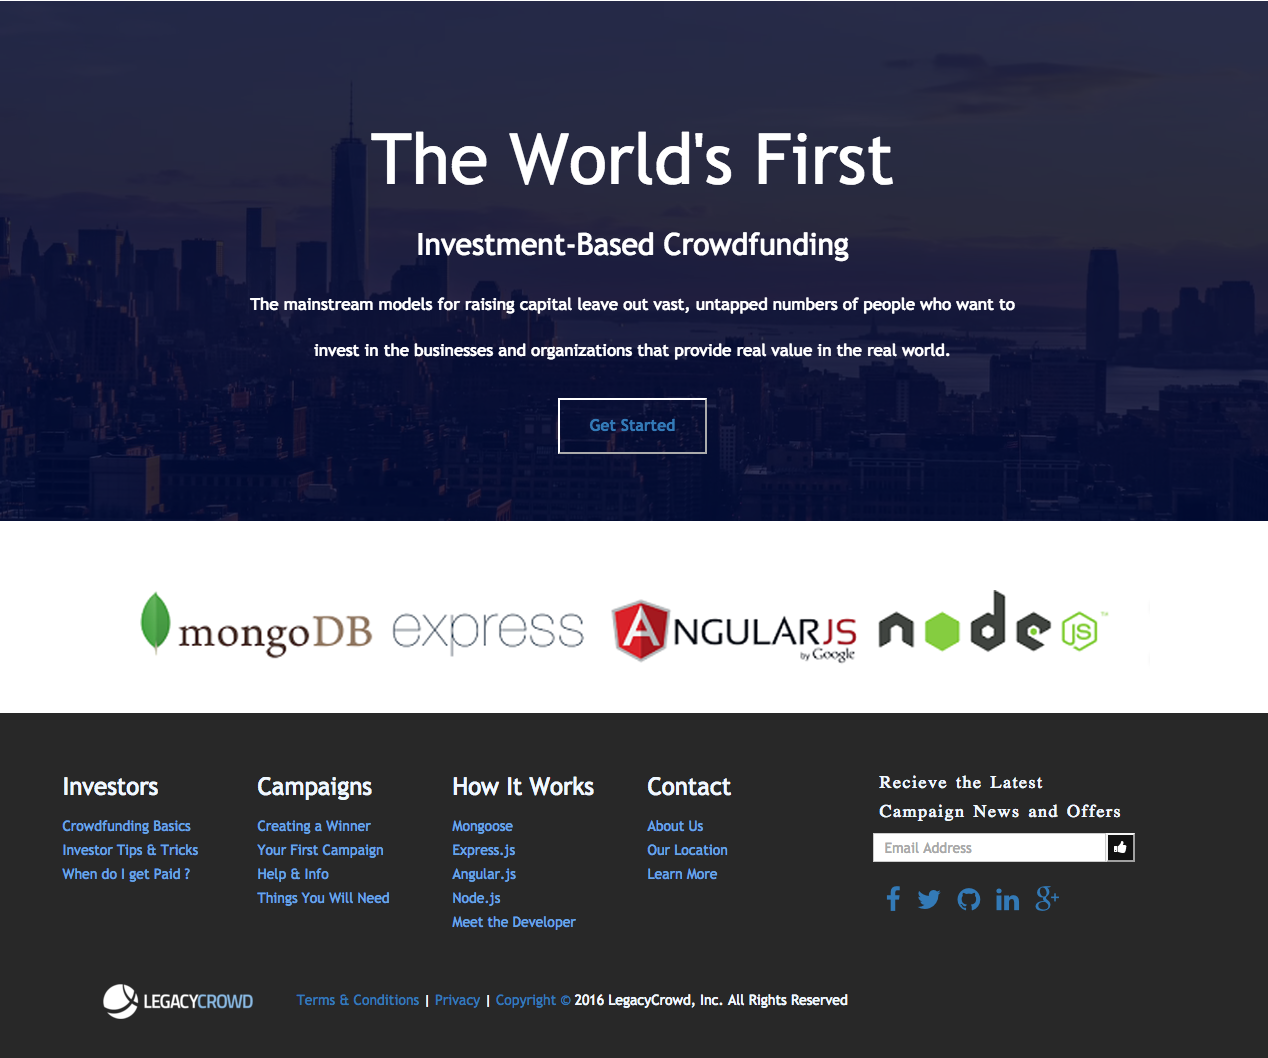 The World's First
Investment-Based Crowdfunding
The mainstream models for raising capital leave out vast, untapped numbers of people who want to
invest in the businesses and organizations that provide real value in the real world.
Get Started
mongoDB
express
ANGULARJS
by Google
node
JS
™
Investors
Crowdfunding Basics
Investor Tips & Tricks
When do I get Paid ?
Campaigns
Creating a Winner
Your First Campaign
Help & Info
Things You Will Need
How It Works
Mongoose
Express.js
Angular.js
Node.js
Meet the Developer
Contact
About Us
Our Location
Learn More
Recieve the Latest
Campaign News and Offers
Email Address
LEGACYCROWD
Terms & Conditions | Privacy | Copyright © 2016 LegacyCrowd, Inc. All Rights Reserved